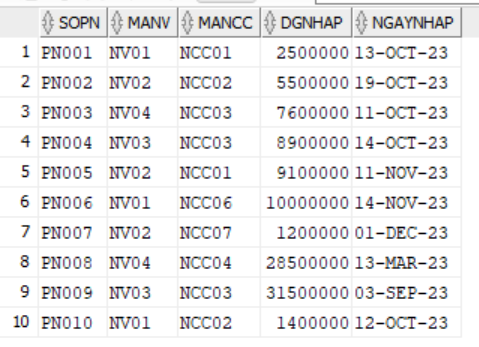 SOPN MANV MANCC DGNHAP NGAYNHAP
1 PN001 NV01 NCC01 2500000 13-OCT-23
2 PN002 NV02 NCC02 5500000 19-OCT-23
3 PN003 NV04 NCC03 7600000 11-OCT-23
4 PN004 NV03 NCC03 8900000 14-OCT-23
5 PN005 NV02 NCC01 9100000 11-NOV-23
6 PN006 NV01 NCC06 10000000 14-NOV-23
7 PN007 NV02 NCC07 1200000 01-DEC-23
8 PN008 NV04 NCC04 28500000 13-MAR-23
9 PN009 NV03 NCC03 31500000 03-SEP-23
10 PN010 NV01 NCC02 1400000 12-OCT-23